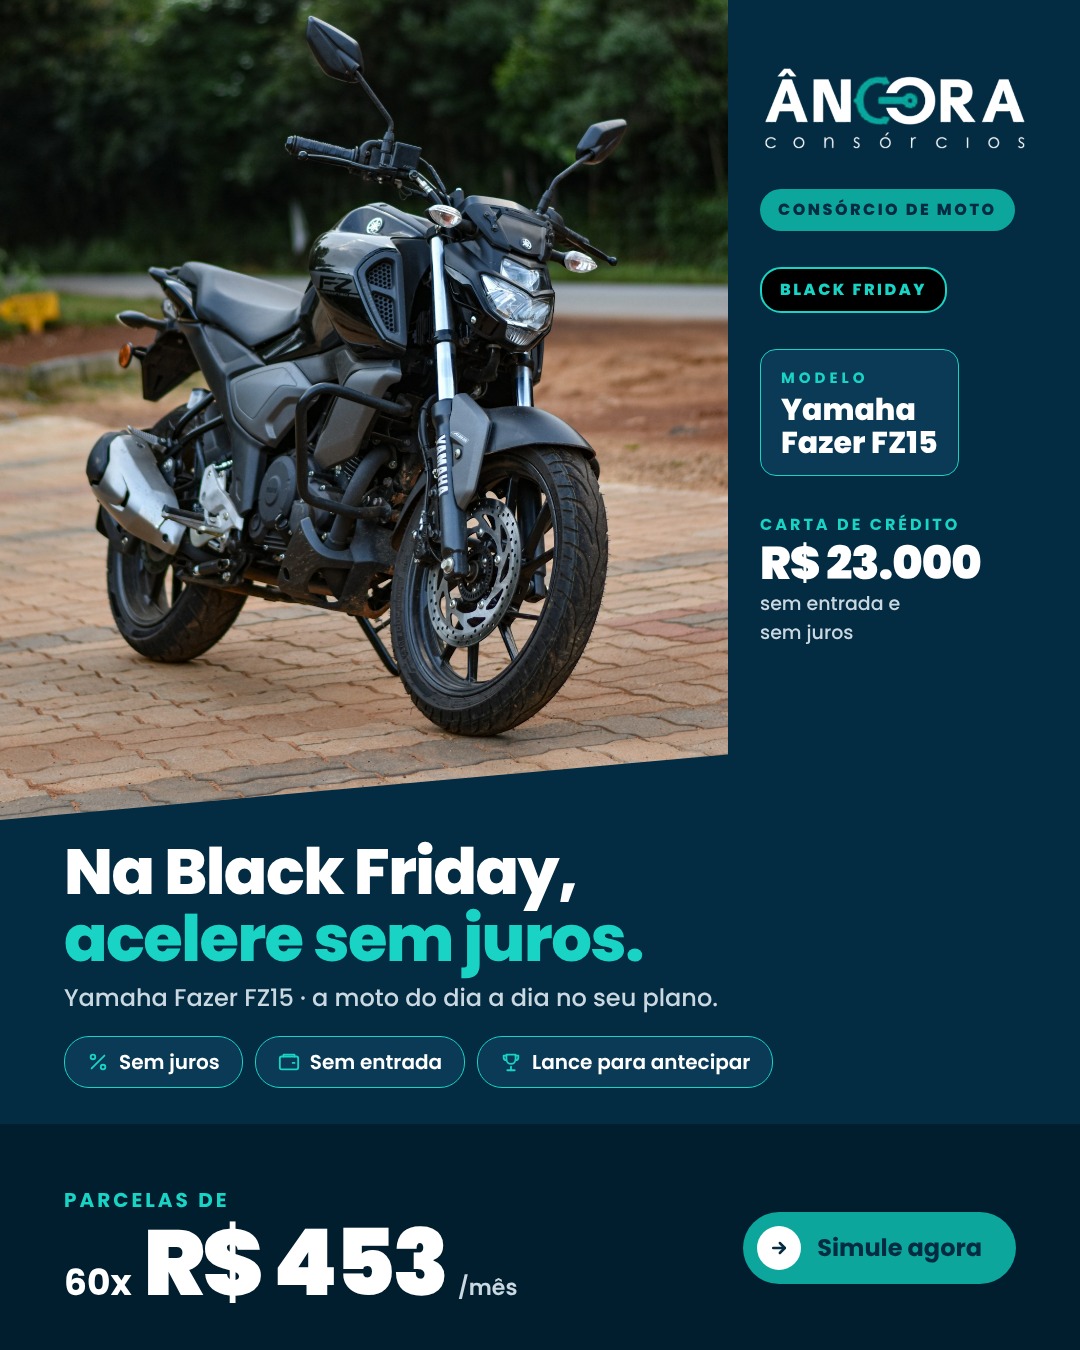 ÂNCORA
consórcios
CONSÓRCIO DE MOTO
BLACK FRIDAY
MODELO
Yamaha
Fazer FZ15
CARTA DE CRÉDITO
R$ 23.000
sem entrada e
sem juros
FZ
YAMAHA
Na Black Friday,
acelere sem juros.
Yamaha Fazer FZ15 · a moto do dia a dia no seu plano.
Sem juros
Sem entrada
Lance para antecipar
PARCELAS DE
60x R$ 453 /mês
Simule agora